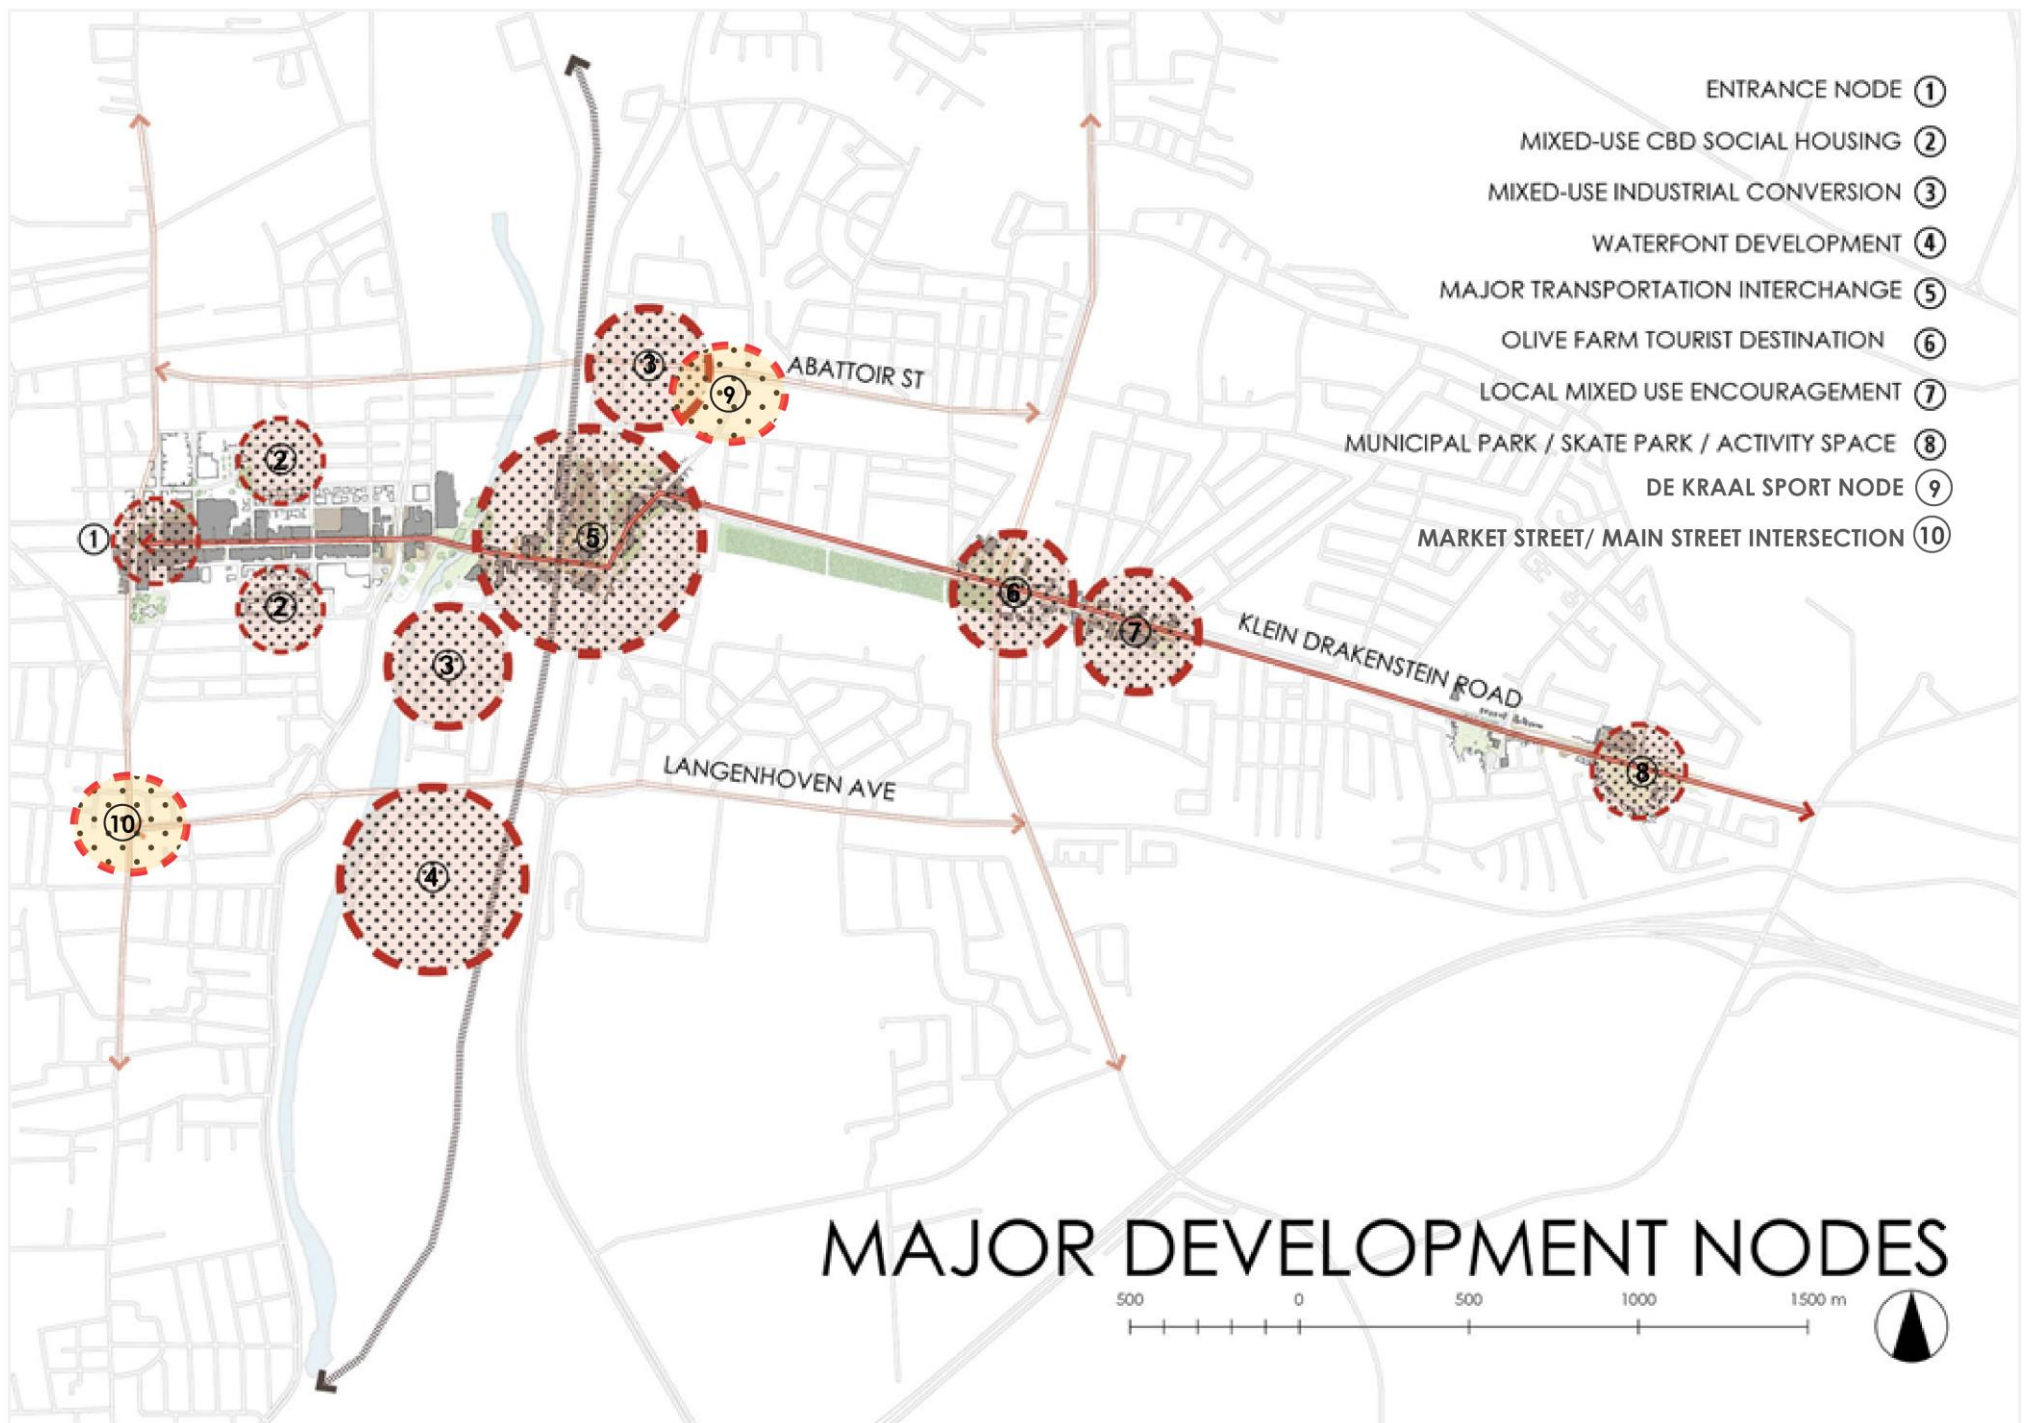 ENTRANCE NODE 1
MIXED-USE CBD SOCIAL HOUSING 2
MIXED-USE INDUSTRIAL CONVERSION 3
WATERFONT DEVELOPMENT 4
MAJOR TRANSPORTATION INTERCHANGE 5
OLIVE FARM TOURIST DESTINATION 6
LOCAL MIXED USE ENCOURAGEMENT 7
MUNICIPAL PARK / SKATE PARK / ACTIVITY SPACE 8
DE KRAAL SPORT NODE 9
MARKET STREET/ MAIN STREET INTERSECTION 10
3
9
ABATTOIR ST
2
1
5
2
6
7
3
KLEIN DRAKENSTEIN ROAD
LANGENHOVEN AVE
8
10
4
MAJOR DEVELOPMENT NODES
500 0 500 1000 1500 m